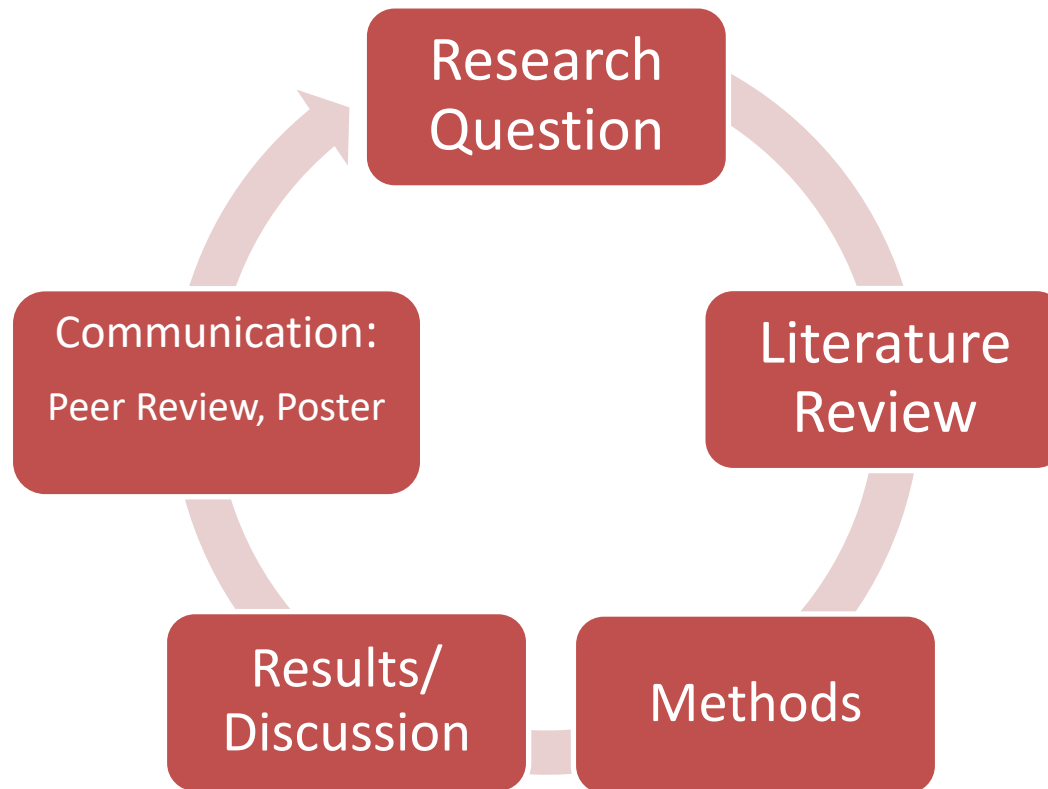 Research
Question
Literature
Review
Methods
Results/
Discussion
Communication:
Peer Review, Poster